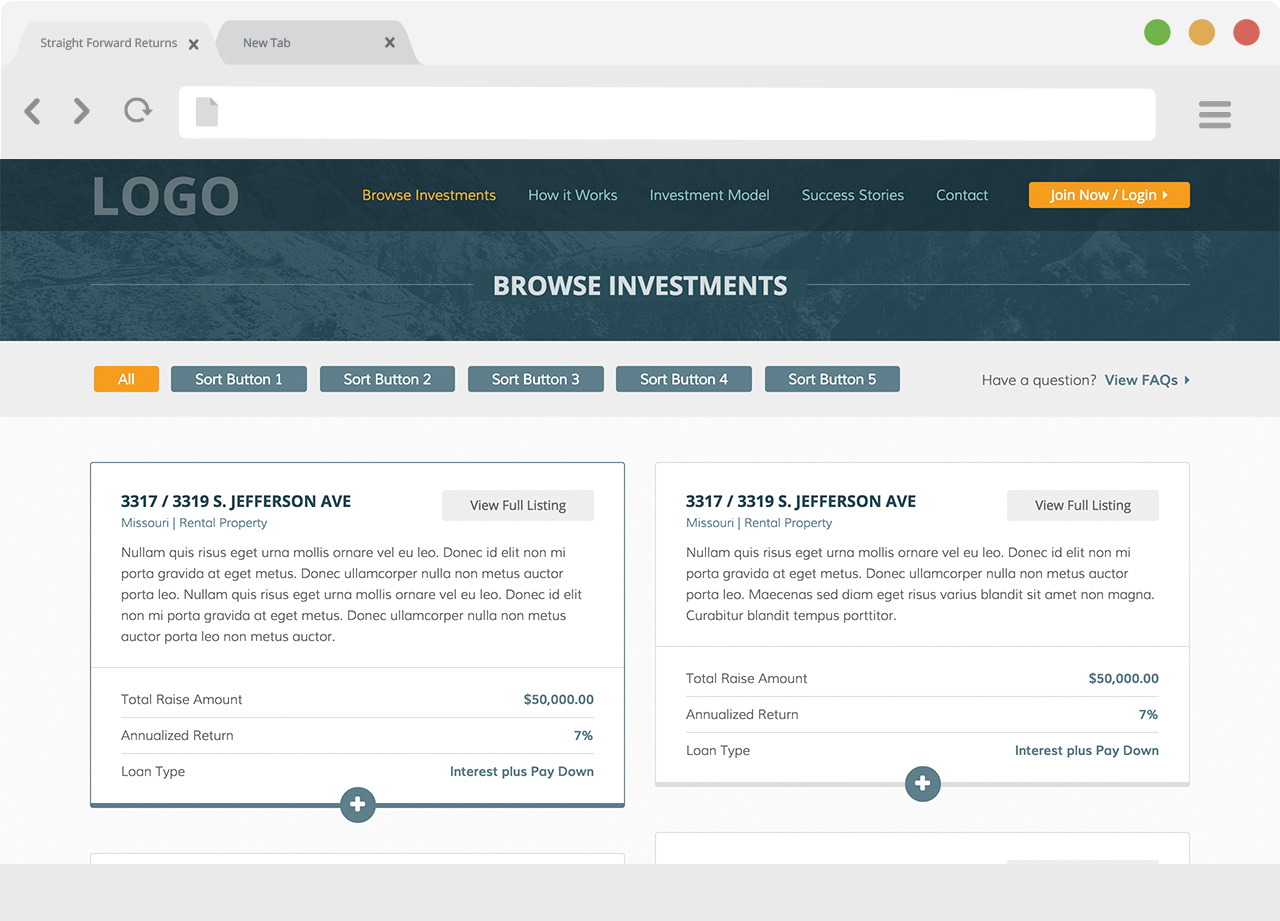 Straight Forward Returns
New Tab
LOGO
Browse Investments
How it Works
Investment Model
Success Stories
Contact
Join Now / Login
BROWSE INVESTMENTS
All
Sort Button 1
Sort Button 2
Sort Button 3
Sort Button 4
Sort Button 5
Have a question? View FAQs
3317 / 3319 S. JEFFERSON AVE
View Full Listing
Missouri | Rental Property
Nullam quis risus eget urna mollis ornare vel eu leo. Donec id elit non mi
porta gravida at eget metus. Donec ullamcorper nulla non metus auctor
porta leo. Nullam quis risus eget urna mollis ornare vel eu leo. Donec id elit
non mi porta gravida at eget metus. Donec ullamcorper nulla non metus
auctor porta leo non metus auctor.
Total Raise Amount $50,000.00
Annualized Return 7%
Loan Type Interest plus Pay Down
3317 / 3319 S. JEFFERSON AVE
View Full Listing
Missouri | Rental Property
Nullam quis risus eget urna mollis ornare vel eu leo. Donec id elit non mi
porta gravida at eget metus. Donec ullamcorper nulla non metus auctor
porta leo. Maecenas sed diam eget risus varius blandit sit amet non magna.
Curabitur blandit tempus porttitor.
Total Raise Amount $50,000.00
Annualized Return 7%
Loan Type Interest plus Pay Down